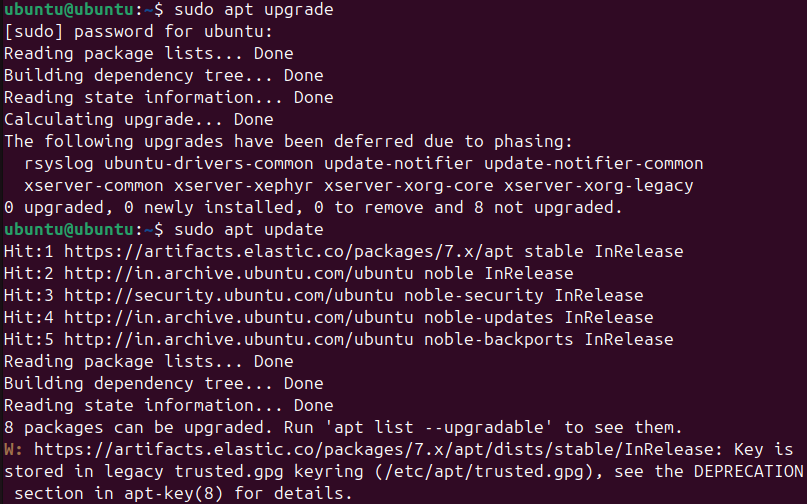 ubuntu@ubuntu:~$ sudo apt upgrade
[sudo] password for ubuntu:
Reading package lists... Done
Building dependency tree... Done
Reading state information... Done
Calculating upgrade... Done
The following upgrades have been deferred due to phasing:
  rsyslog ubuntu-drivers-common update-notifier update-notifier-common
  xserver-common xserver-xephyr xserver-xorg-core xserver-xorg-legacy
0 upgraded, 0 newly installed, 0 to remove and 8 not upgraded.
ubuntu@ubuntu:~$ sudo apt update
Hit:1 https://artifacts.elastic.co/packages/7.x/apt stable InRelease
Hit:2 http://in.archive.ubuntu.com/ubuntu noble InRelease
Hit:3 http://security.ubuntu.com/ubuntu noble-security InRelease
Hit:4 http://in.archive.ubuntu.com/ubuntu noble-updates InRelease
Hit:5 http://in.archive.ubuntu.com/ubuntu noble-backports InRelease
Reading package lists... Done
Building dependency tree... Done
Reading state information... Done
8 packages can be upgraded. Run 'apt list --upgradable' to see them.
W: https://artifacts.elastic.co/packages/7.x/apt/dists/stable/InRelease: Key is
stored in legacy trusted.gpg keyring (/etc/apt/trusted.gpg), see the DEPRECATION
 section in apt-key(8) for details.